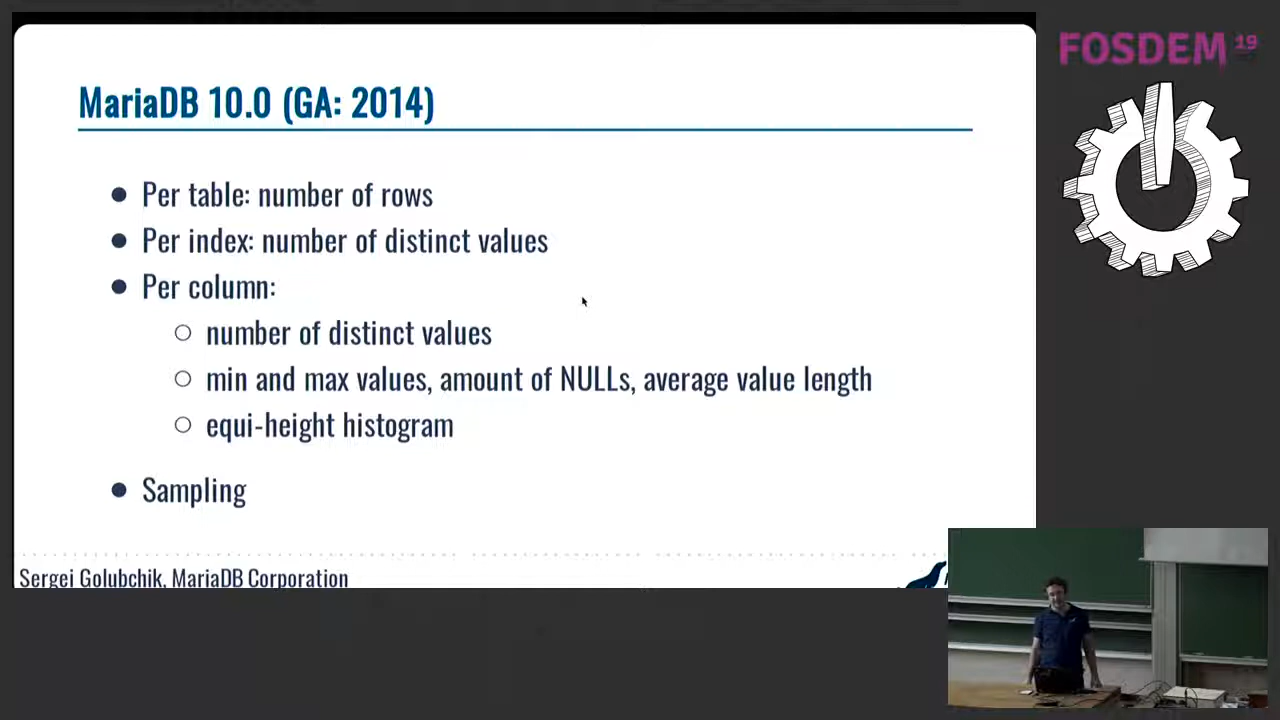 MariaDB 10.0 (GA: 2014)
Per table: number of rows
Per index: number of distinct values
Per column:
number of distinct values
min and max values, amount of NULLs, average value length
equi-height histogram
Sampling
Sergei Golubchik, MariaDB Corporation
FOSDEM 19